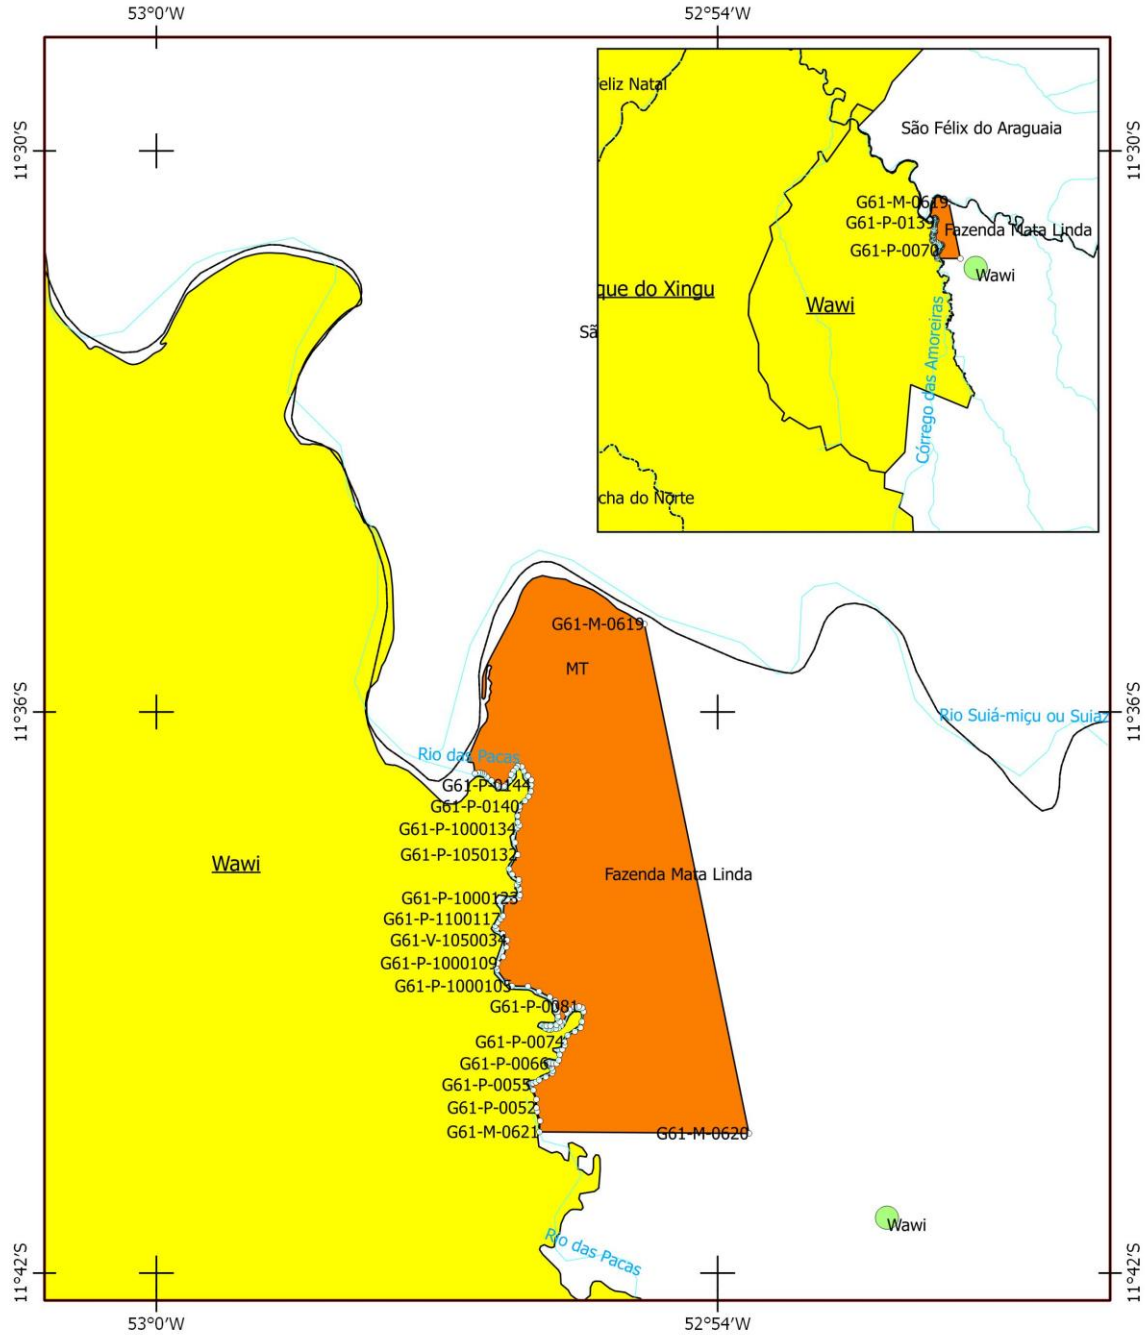 53°0′W
52°54′W
11°30′S
11°30′S
eliz Natal
São Félix do Araguaia
G61-M-0619
G61-P-0139
Fazenda Mata Linda
G61-P-0070
Wawi
que do Xingu
Wawi
Sã
Córrego das Amoreiras
cha do Norte
G61-M-0619
MT
11°36′S
11°36′S
Rio Suiá-miçu ou Suiaz
Rio das Pacas
G61-P-0144
G61-P-0140
G61-P-1000134
G61-P-1050132
Wawi
Fazenda Mata Linda
G61-P-1000123
G61-P-1100117
G61-V-1050034
G61-P-1000109
G61-P-1000105
G61-P-0081
G61-P-0074
G61-P-0066
G61-P-0055
G61-P-0052
G61-M-0621
G61-M-0620
Wawi
Rio das Pacas
11°42′S
11°42′S
53°0′W
52°54′W